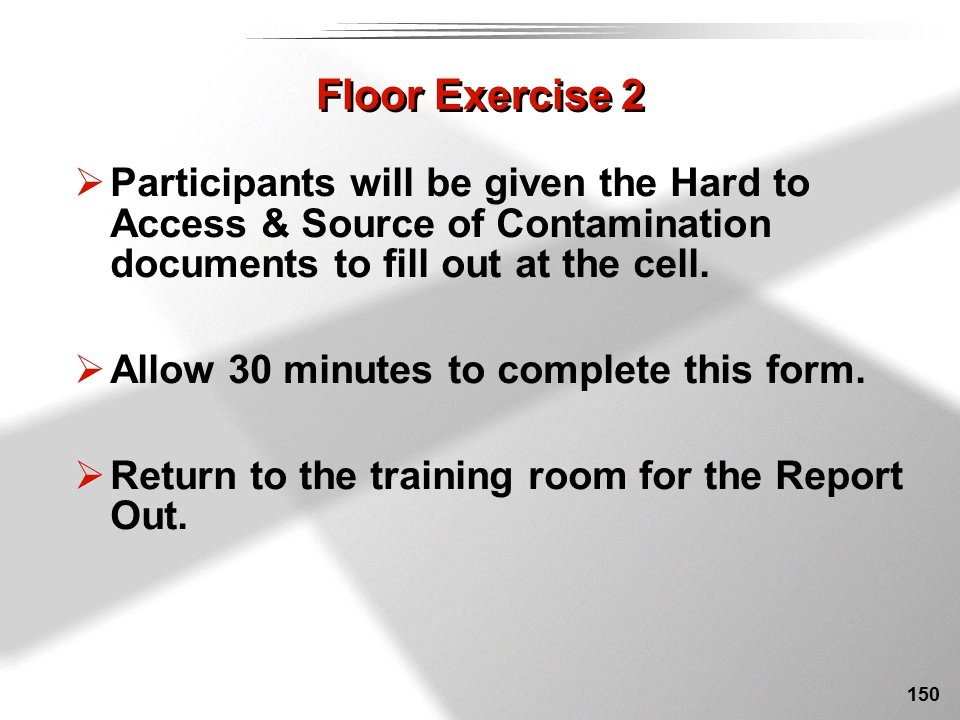 Floor Exercise 2
Participants will be given the Hard to
Access & Source of Contamination
documents to fill out at the cell.
Allow 30 minutes to complete this form.
Return to the training room for the Report
Out.
150